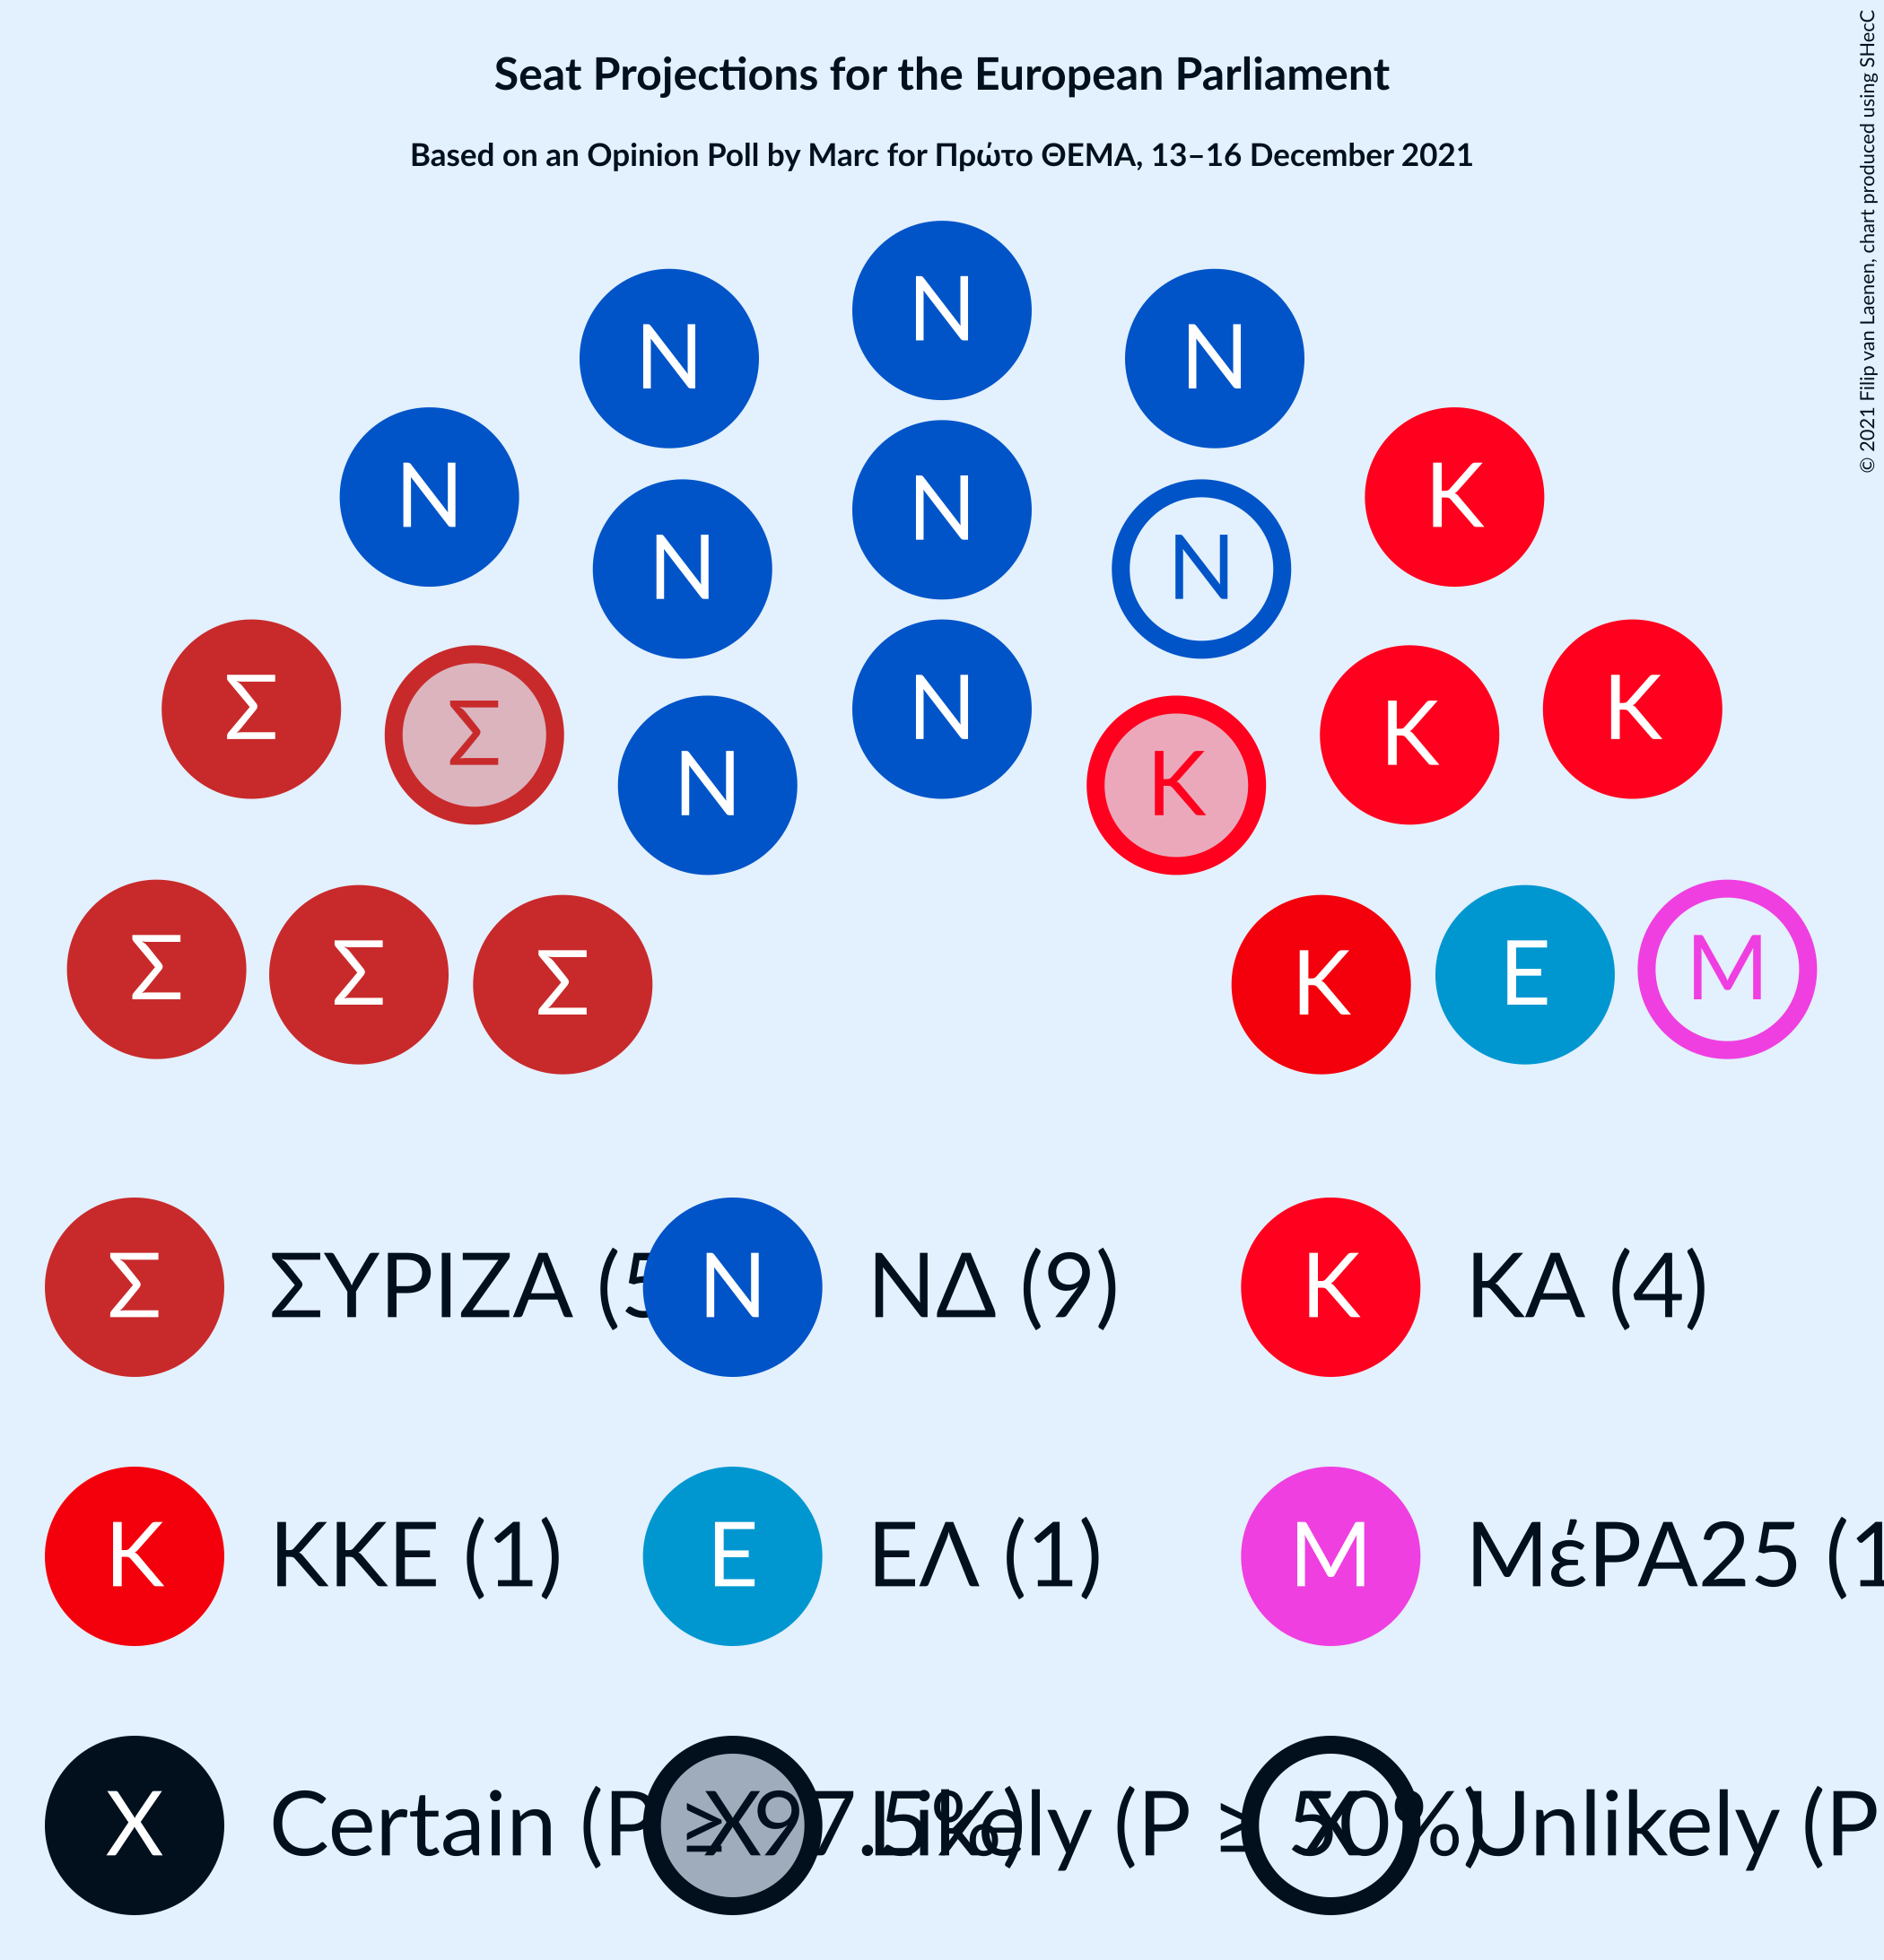 Seat Projections for the European Parliament
Based on an Opinion Poll by Marc for Πρώτο ΘΕΜΑ, 13–16 December 2021
© 2021 Filip van Laenen, chart produced using SHecC
N
N N
N K
N
N N
Σ N K
Σ K K
N K
Σ M
Σ E
Σ K
Σ ΣΥΡΙΖΑ (5 N ΝΔ (9) K ΚΑ (4)
K ΚΚΕ (1) E ΕΛ (1) M ΜέΡΑ25 (1
X Certain (P ≥ 97.5%) X Likely (P ≥ 50%) X Unlikely (P